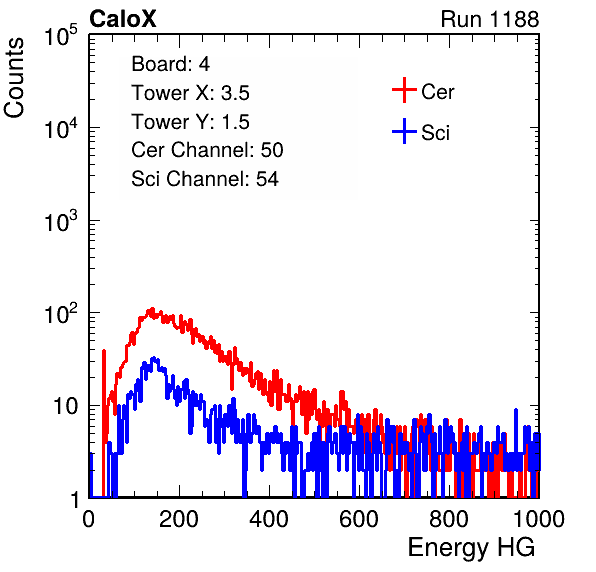 CaloX Run 1188
Counts
Board: 4
Tower X: 3.5
Tower Y: 1.5
Cer Channel: 50
Sci Channel: 54
Cer
Sci
10^5
10^4
10^3
10^2
10
1
0 200 400 600 800 1000
Energy HG